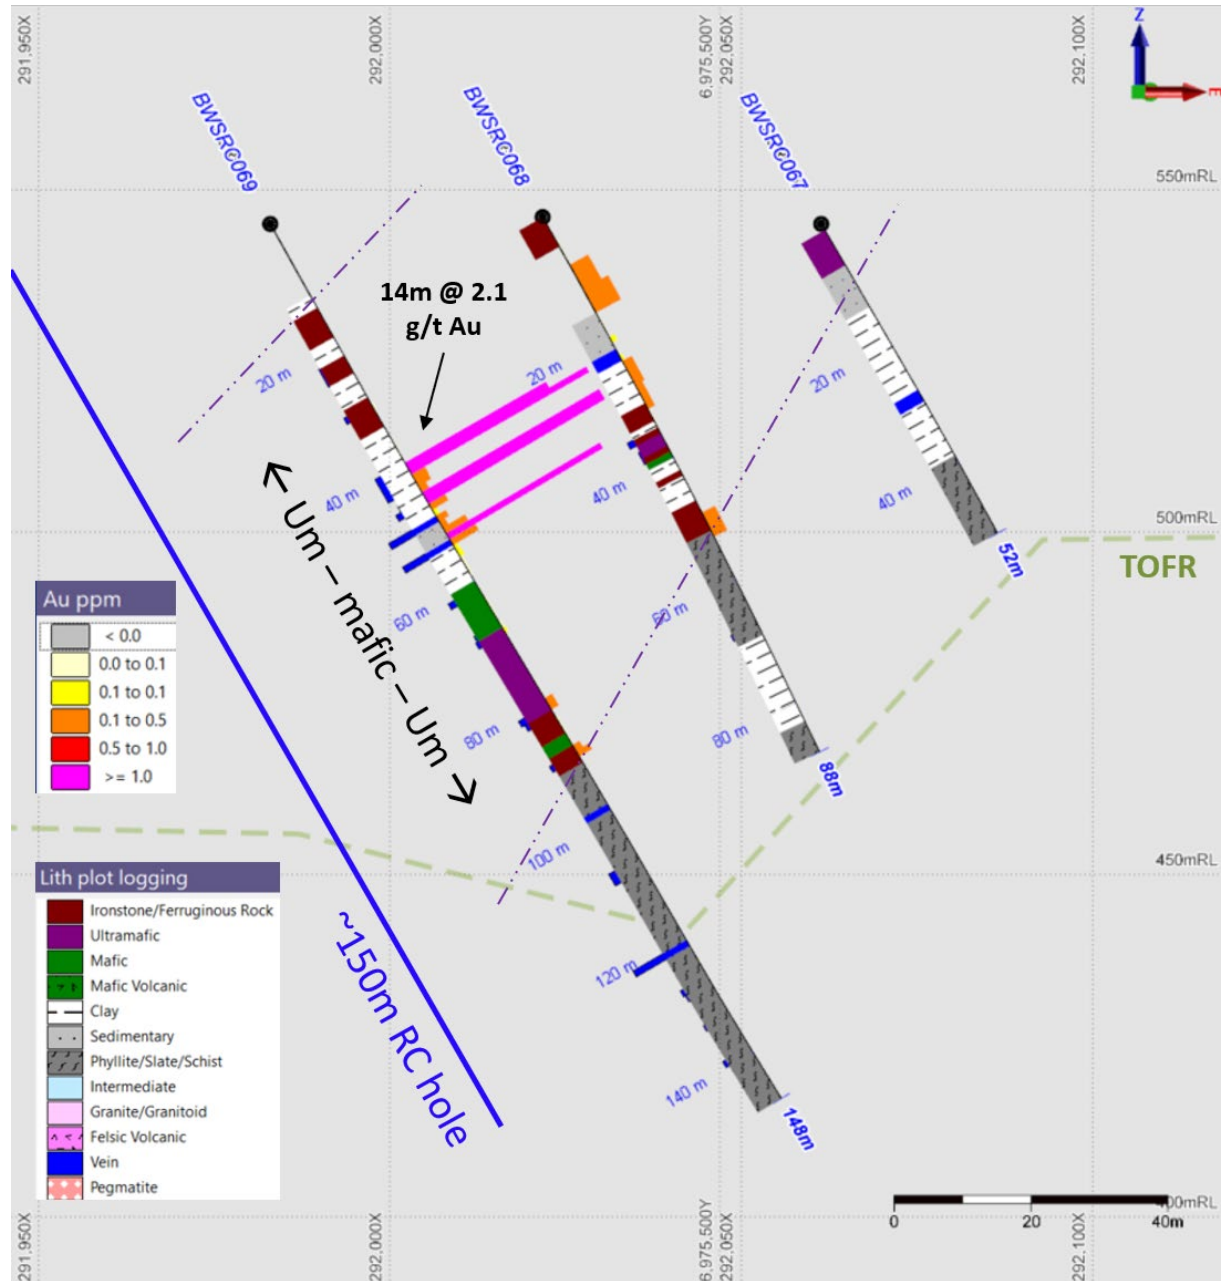 291,950X
292,000X
6,975,500Y
292,050X
292,100X
Z
E
BWSRC069
BWSRC068
BWSRC067
550mRL
14m @ 2.1
g/t Au
20 m
20 m
20 m
40 m
40 m
40 m
500mRL
52m
TOFR
← Um – mafic – Um →
Au ppm
< 0.0
0.0 to 0.1
0.1 to 0.1
0.1 to 0.5
0.5 to 1.0
>= 1.0
60 m
60 m
80 m
80 m
88m
100 m
450mRL
Lith plot logging
Ironstone/Ferruginous Rock
Ultramafic
Mafic
Mafic Volcanic
Clay
Sedimentary
Phyllite/Slate/Schist
Intermediate
Granite/Granitoid
Felsic Volcanic
Vein
Pegmatite
~150m RC hole
120 m
140 m
148m
400mRL
0
20
40m
291,950X
292,000X
6,975,500Y
292,050X
292,100X